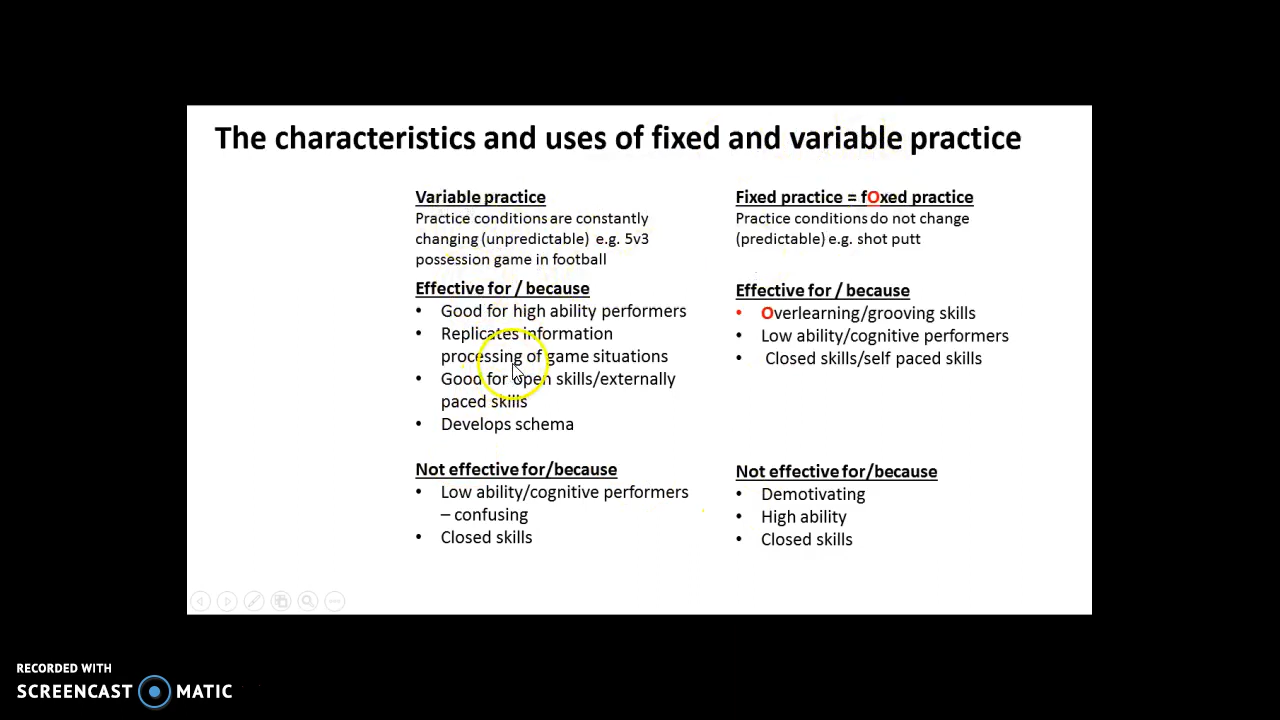 The characteristics and uses of fixed and variable practice
Variable practice
Practice conditions are constantly
changing (unpredictable) e.g. 5v3
possession game in football
Effective for / because
• Good for high ability performers
• Replicates information
processing of game situations
• Good for open skills/externally
paced skills
• Develops schema
Not effective for/because
• Low ability/cognitive performers
– confusing
• Closed skills
Fixed practice = fOxed practice
Practice conditions do not change
(predictable) e.g. shot putt
Effective for / because
• Overlearning/grooving skills
• Low ability/cognitive performers
• Closed skills/self paced skills
Not effective for/because
• Demotivating
• High ability
• Closed skills
RECORDED WITH
SCREENCAST MATIC